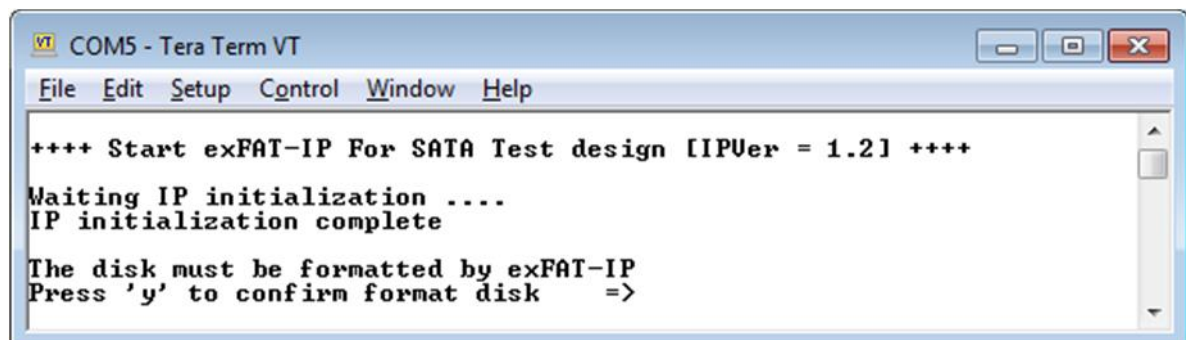 COM5 - Tera Term VT
File Edit Setup Control Window Help
++++ Start exFAT-IP For SATA Test design [IPVer = 1.2] ++++
Waiting IP initialization ....
IP initialization complete
The disk must be formatted by exFAT-IP
Press 'y' to confirm format disk    =>